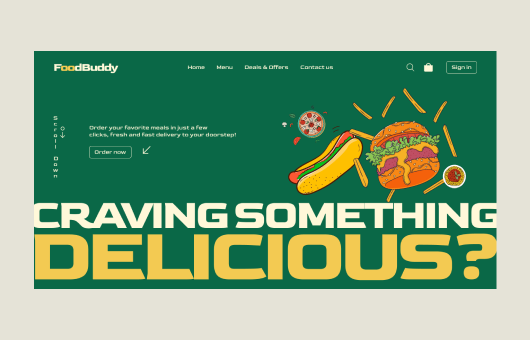 FoodBuddy
Home Menu Deals & Offers Contact us
Sign in
Scroll Down
Order your favorite meals in just a few
clicks, fresh and fast delivery to your doorstep!
Order now
CRAVING SOMETHING
DELICIOUS?